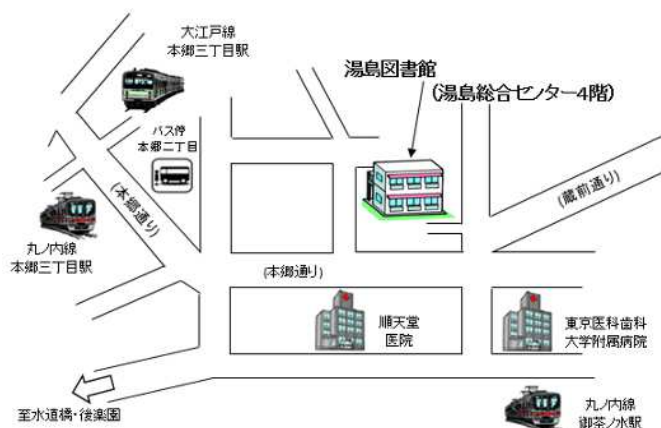 大江戸線
本郷三丁目駅
湯島図書館
(湯島総合センター4階)
バス停
本郷二丁目
(本郷通り)
(蔵前通り)
丸ノ内線
本郷三丁目駅
(本郷通り)
順天堂
医院
東京医科歯科
大学附属病院
至水道橋・後楽園
丸ノ内線
御茶ノ水駅